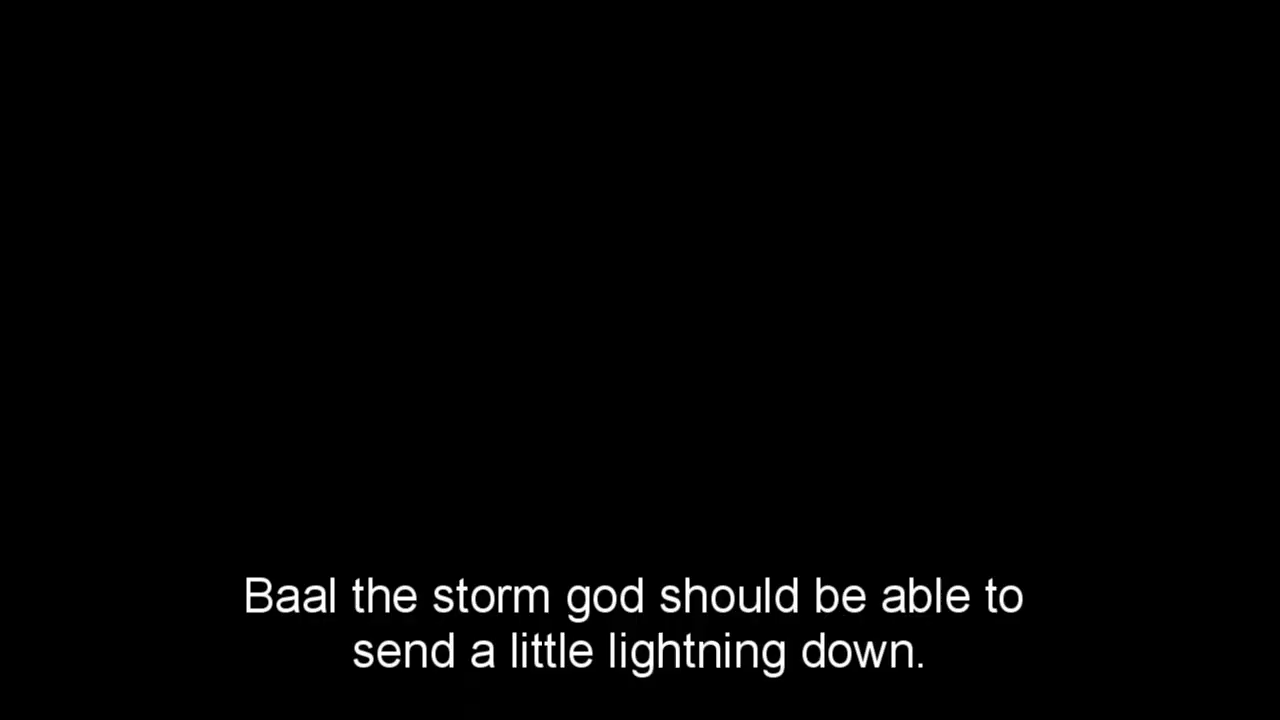 Baal the storm god should be able to
send a little lightning down.